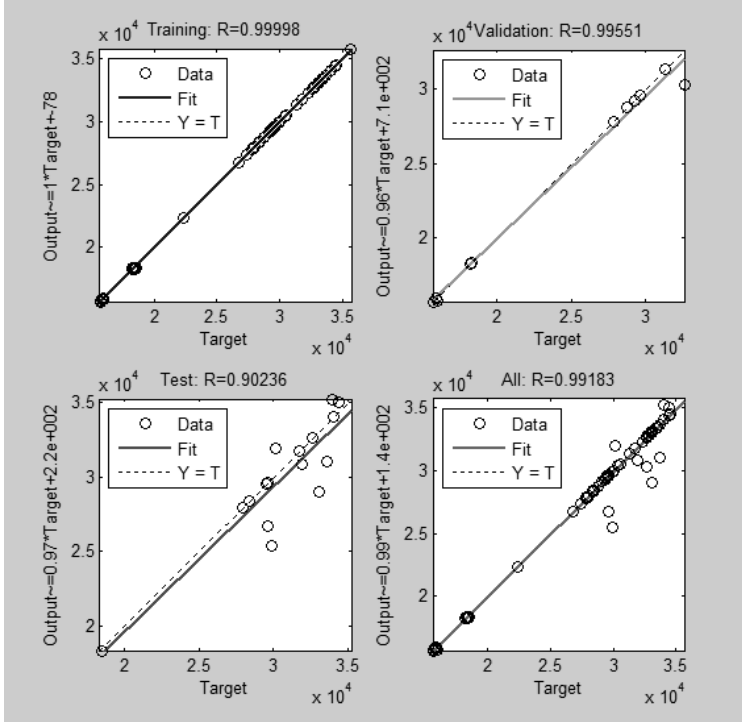 x 10^4 Training: R=0.99998
Output~=1*Target+-78
3.5
3
2.5
2
Data
Fit
Y = T
2 2.5 3 3.5
Target
x 10^4
x 10^4 Validation: R=0.99551
Output~=0.96*Target+7.1e+002
3
2.5
2
Data
Fit
Y = T
2 2.5 3
Target
x 10^4
x 10^4 Test: R=0.90236
Output~=0.97*Target+2.2e+002
3.5
3
2.5
2
Data
Fit
Y = T
2 2.5 3 3.5
Target
x 10^4
x 10^4 All: R=0.99183
Output~=0.99*Target+1.4e+002
3.5
3
2.5
2
Data
Fit
Y = T
2 2.5 3 3.5
Target
x 10^4